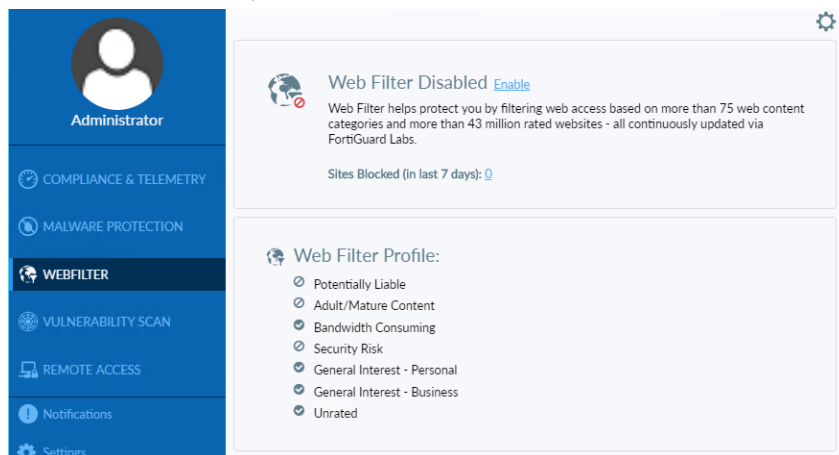 Administrator
COMPLIANCE & TELEMETRY
MALWARE PROTECTION
WEBFILTER
VULNERABILITY SCAN
REMOTE ACCESS
Notifications
Settings
Web Filter Disabled Enable
Web Filter helps protect you by filtering web access based on more than 75 web content
categories and more than 43 million rated websites - all continuously updated via
FortiGuard Labs.
Sites Blocked (in last 7 days): 0
Web Filter Profile:
Potentially Liable
Adult/Mature Content
Bandwidth Consuming
Security Risk
General Interest - Personal
General Interest - Business
Unrated